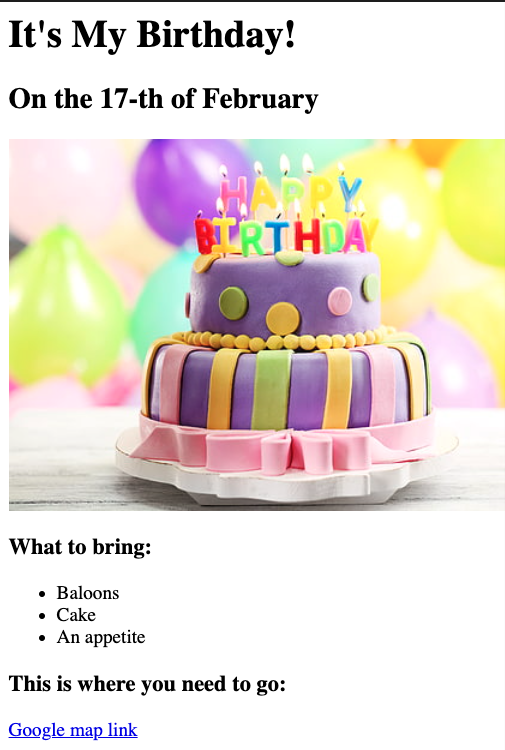 It's My Birthday!
On the 17-th of February
HAPPY
BIRTHDAY
What to bring:
Baloons
Cake
An appetite
This is where you need to go:
Google map link